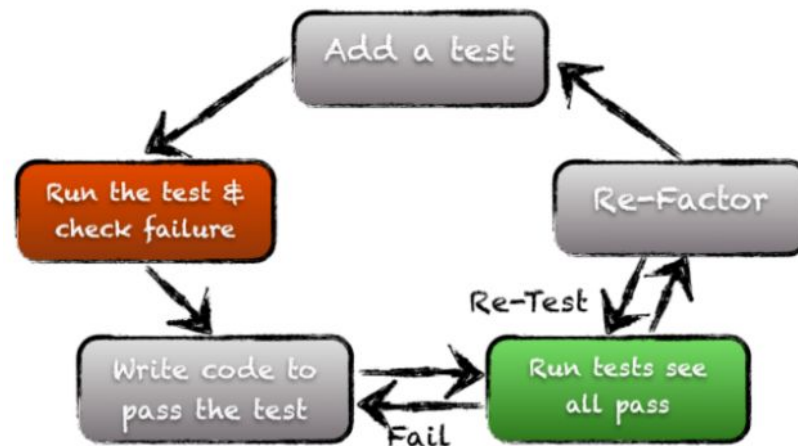 Add a test
Run the test &
check failure
Re-Factor
Re-Test
Write code to
pass the test
Run tests see
all pass
Fail